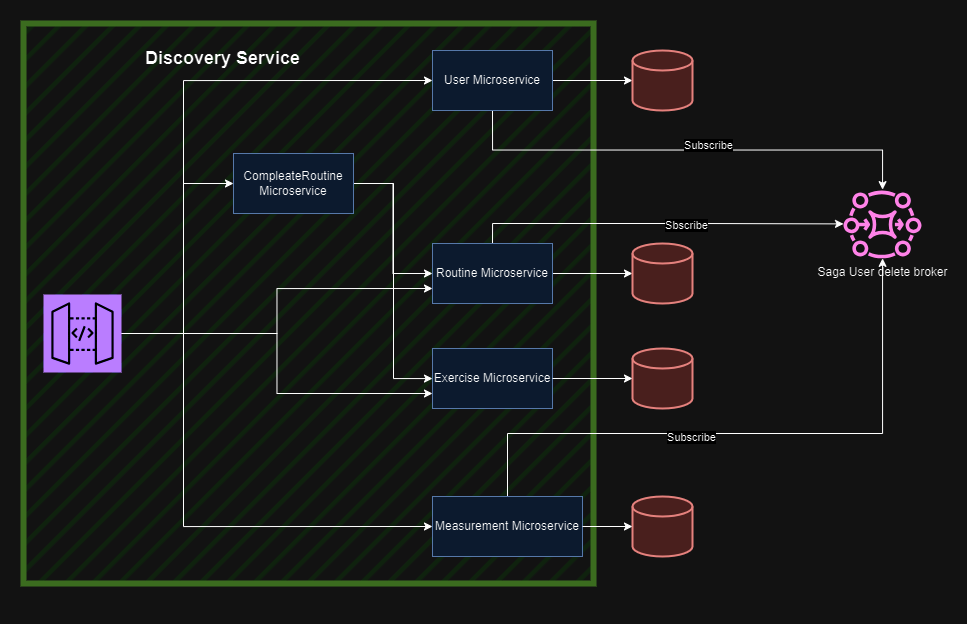 Discovery Service
User Microservice
Subscribe
CompleateRoutine
Microservice
Sbscribe
Routine Microservice
Saga User delete broker
</>
Exercise Microservice
Subscribe
Measurement Microservice